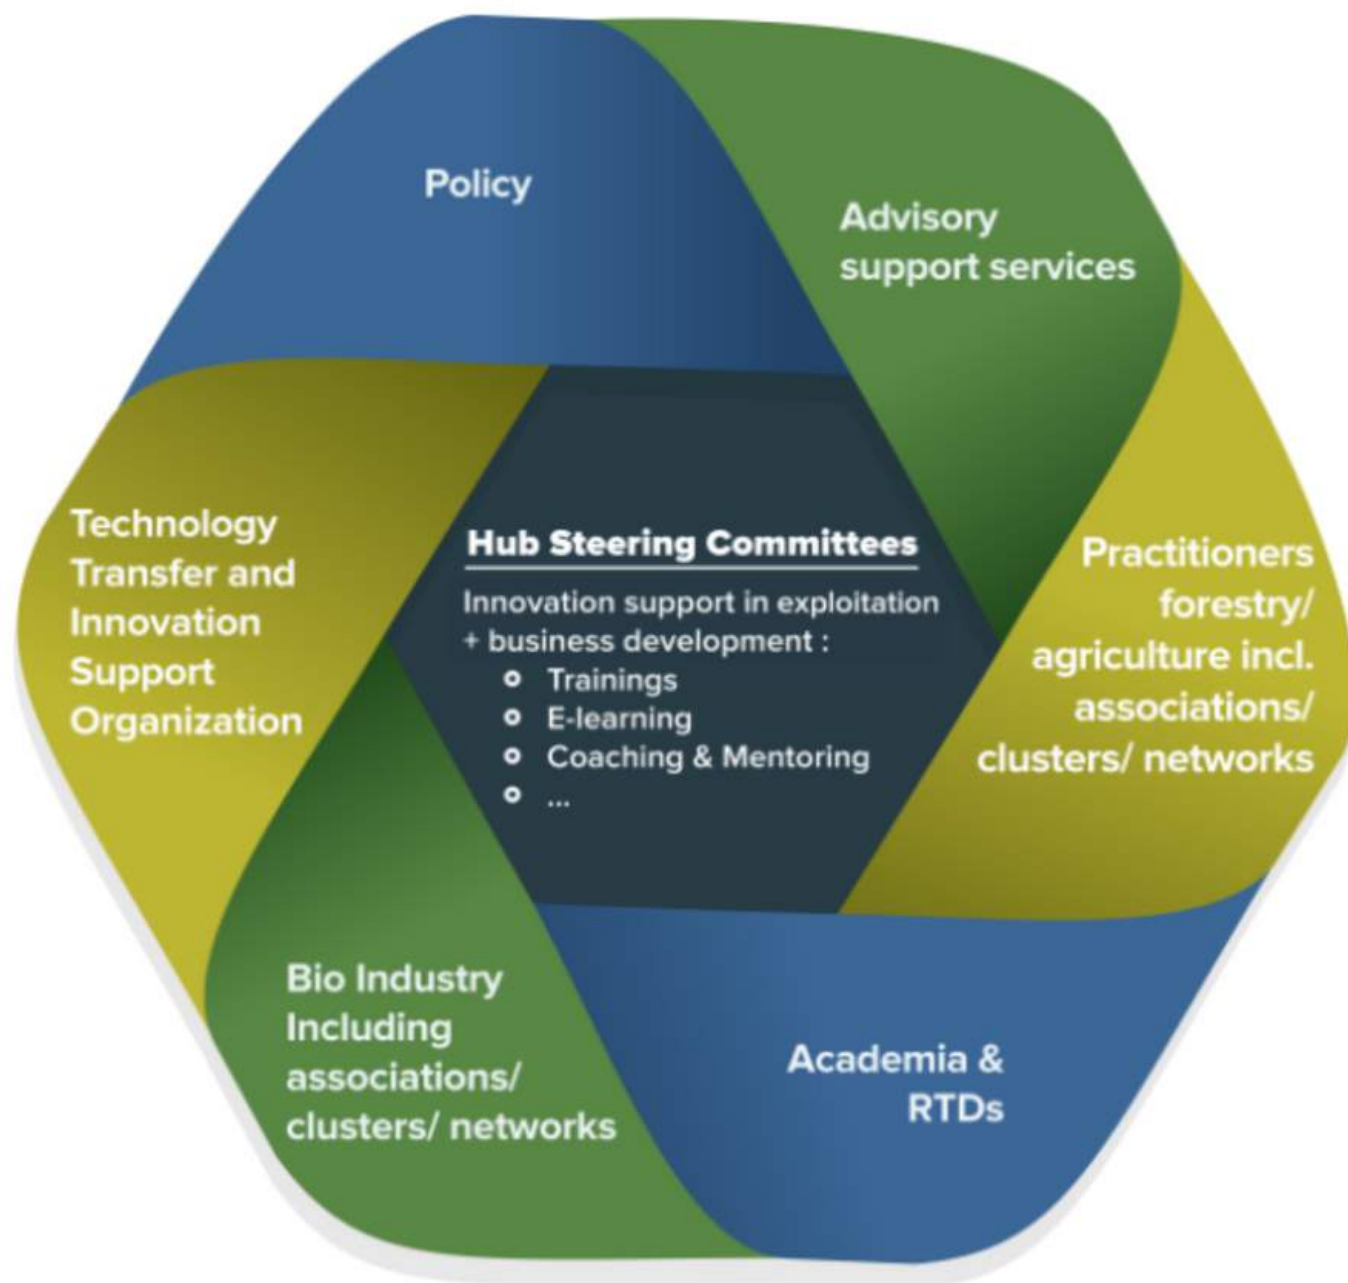 Policy
Advisory
support services
Technology
Transfer and
Innovation
Support
Organization
Hub Steering Committees
Innovation support in exploitation
+ business development :
Trainings
E-learning
Coaching & Mentoring
...
Practitioners
forestry/
agriculture incl.
associations/
clusters/ networks
Bio Industry
Including
associations/
clusters/ networks
Academia &
RTDs